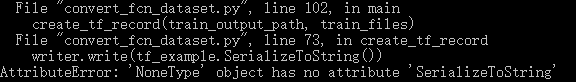 File "convert_fcn_dataset.py", line 102, in main
create_tf_record(train_output_path, train_files)
File "convert_fcn_dataset.py", line 73, in create_tf_record
writer.write(tf_example.SerializeToString())
AttributeError: 'NoneType' object has no attribute 'SerializeToString'